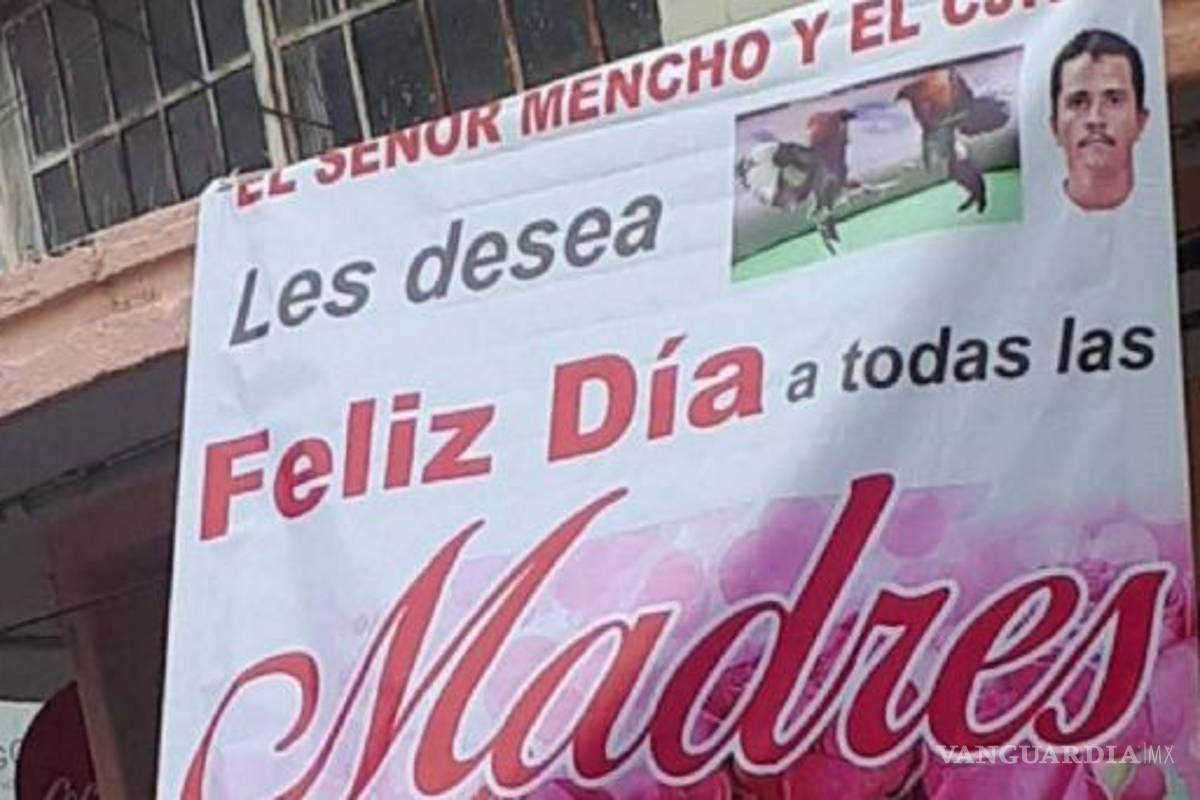 EL SEÑOR MENCHO Y EL
Les desea
Feliz Día a todas las
Madres
VANGUARDIA MX